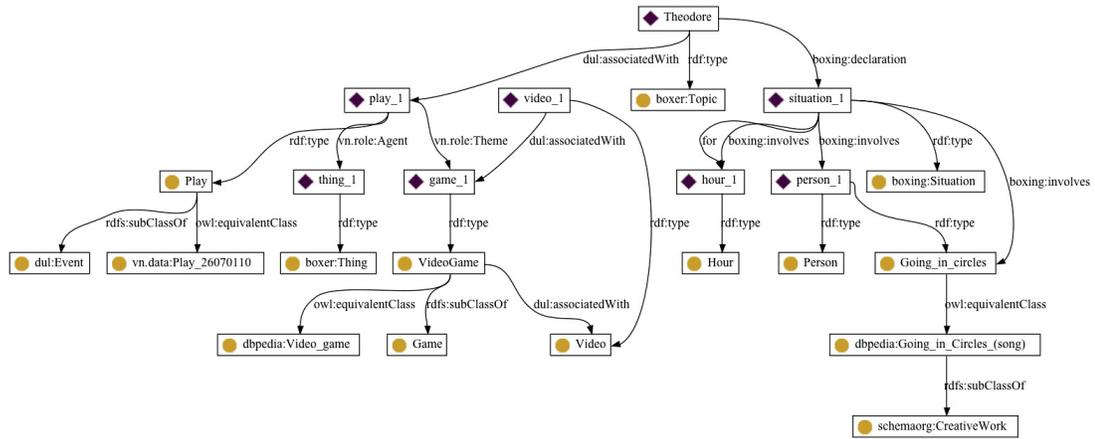 Theodore
dul:associatedWith rdf:type boxing:declaration
play_1 video_1 boxer:Topic situation_1
rdf:type vn.role:Agent vn.role:Theme dul:associatedWith for boxing:involves boxing:involves rdf:type
Play thing_1 game_1 hour_1 person_1 boxing:Situation boxing:involves
rdfs:subClassOf owl:equivalentClass rdf:type rdf:type rdf:type rdf:type rdf:type rdf:type
dul:Event vn.data:Play_26070110 boxer:Thing VideoGame Hour Person Going_in_circles
owl:equivalentClass rdfs:subClassOf dul:associatedWith owl:equivalentClass
dbpedia:Video_game Game Video dbpedia:Going_in_Circles_(song)
rdfs:subClassOf
schemaorg:CreativeWork